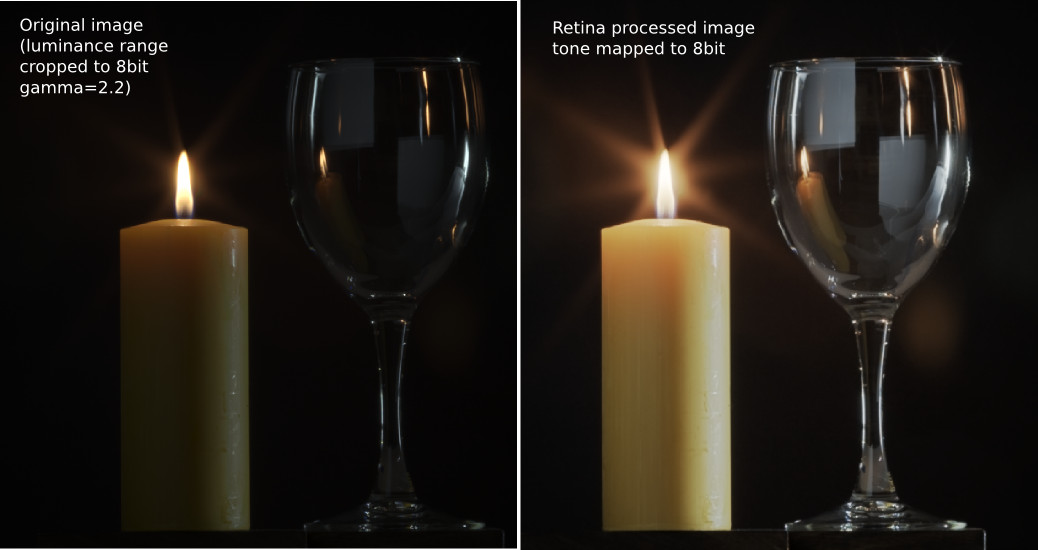 Original image
(luminance range
cropped to 8bit
gamma=2.2)
Retina processed image
tone mapped to 8bit